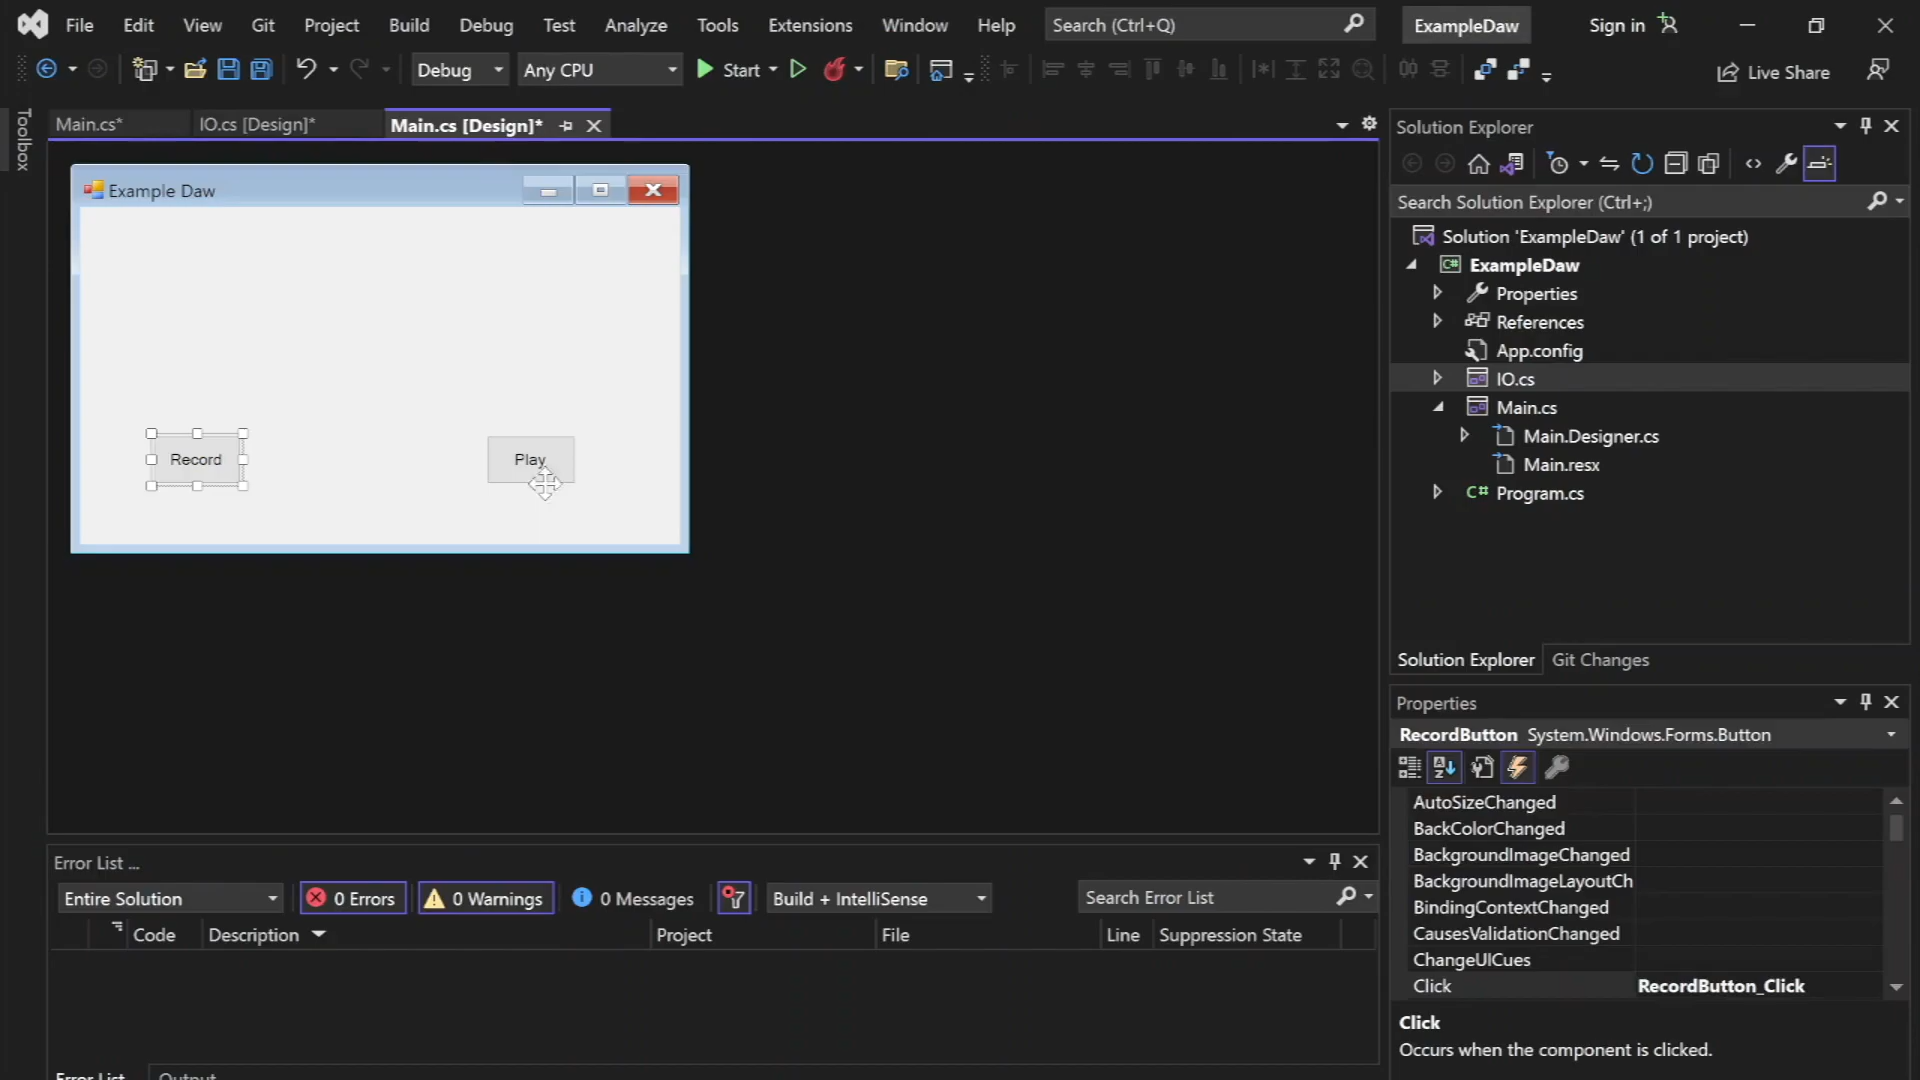 File Edit View Git Project Build Debug Test Analyze Tools Extensions Window Help Search (Ctrl+Q) ExampleDaw Sign in
Debug Any CPU Start Live Share
Toolbox
Main.cs* IO.cs [Design]* Main.cs [Design]*
Example Daw
Record Play
Solution Explorer
Search Solution Explorer (Ctrl+;)
Solution 'ExampleDaw' (1 of 1 project)
C# ExampleDaw
Properties
References
App.config
IO.cs
Main.cs
Main.Designer.cs
Main.resx
C# Program.cs
Solution Explorer Git Changes
Properties
RecordButton System.Windows.Forms.Button
AutoSizeChanged
BackColorChanged
BackgroundImageChanged
BackgroundImageLayoutCh
BindingContextChanged
CausesValidationChanged
ChangeUICues
Click RecordButton_Click
Click
Occurs when the component is clicked.
Error List ...
Entire Solution 0 Errors 0 Warnings 0 Messages Build + IntelliSense Search Error List
Code Description Project File Line Suppression State
Error List Output